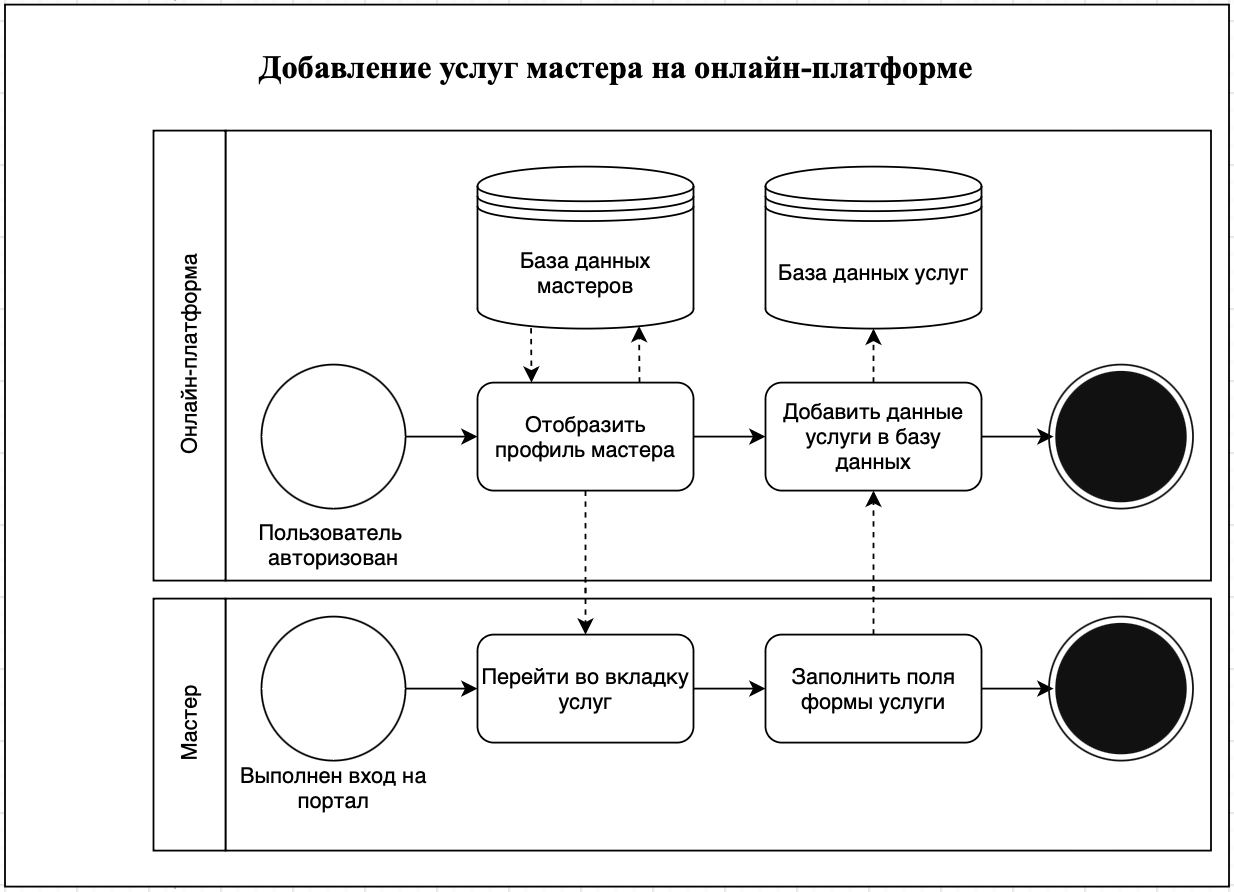 Добавление услуг мастера на онлайн-платформе
Онлайн-платформа
База данных
мастеров
База данных услуг
Отобразить
профиль мастера
Добавить данные
услуги в базу
данных
Пользователь
авторизован
Мастер
Перейти во вкладку
услуг
Заполнить поля
формы услуги
Выполнен вход на
портал